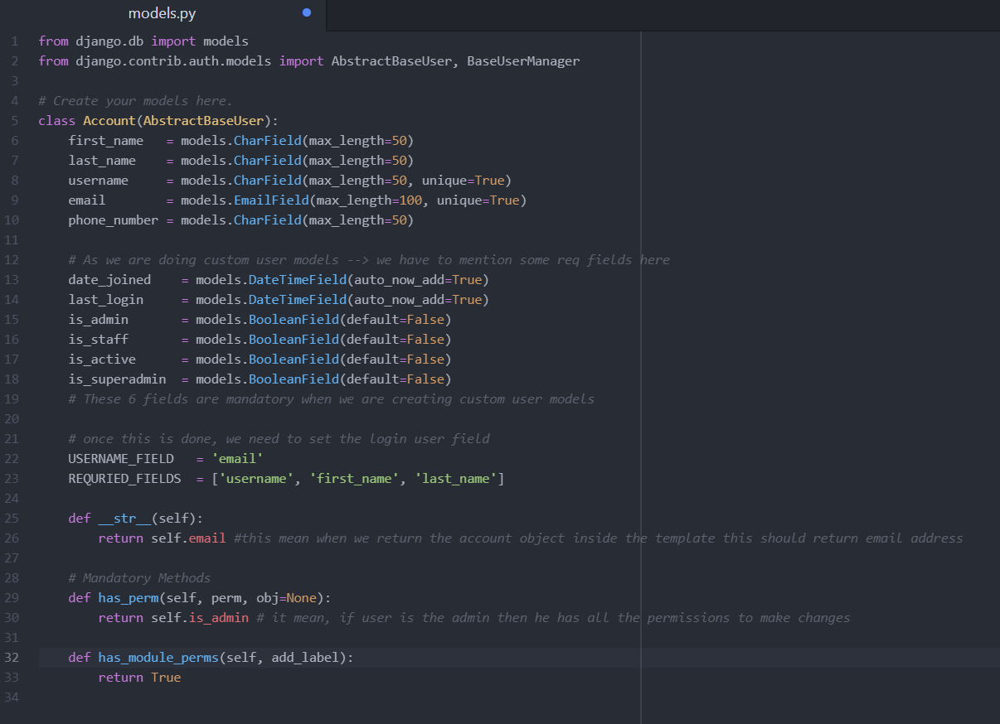 models.py
1 from django.db import models
2 from django.contrib.auth.models import AbstractBaseUser, BaseUserManager
3
4 # Create your models here.
5 class Account(AbstractBaseUser):
6     first_name   = models.CharField(max_length=50)
7     last_name    = models.CharField(max_length=50)
8     username     = models.CharField(max_length=50, unique=True)
9     email        = models.EmailField(max_length=100, unique=True)
10     phone_number = models.CharField(max_length=50)
11
12     # As we are doing custom user models --> we have to mention some req fields here
13     date_joined    = models.DateTimeField(auto_now_add=True)
14     last_login     = models.DateTimeField(auto_now_add=True)
15     is_admin       = models.BooleanField(default=False)
16     is_staff       = models.BooleanField(default=False)
17     is_active      = models.BooleanField(default=False)
18     is_superadmin  = models.BooleanField(default=False)
19     # These 6 fields are mandatory when we are creating custom user models
20
21     # once this is done, we need to set the login user field
22     USERNAME_FIELD   = 'email'
23     REQURIED_FIELDS  = ['username', 'first_name', 'last_name']
24
25     def __str__(self):
26         return self.email #this mean when we return the account object inside the template this should return email address
27
28     # Mandatory Methods
29     def has_perm(self, perm, obj=None):
30         return self.is_admin # it mean, if user is the admin then he has all the permissions to make changes
31
32     def has_module_perms(self, add_label):
33         return True
34